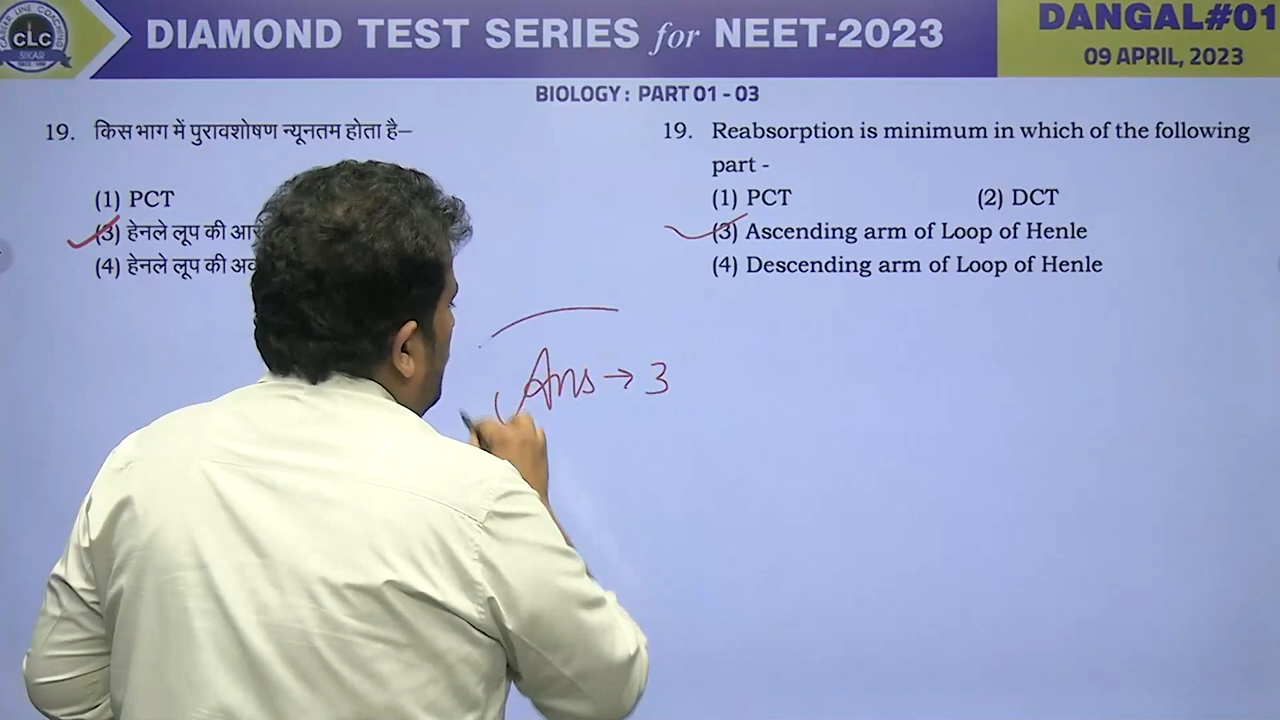 CLC
SIKAR
DIAMOND TEST SERIES for NEET-2023
DANGAL#01
09 APRIL, 2023
BIOLOGY : PART 01 - 03
19. किस भाग में पुरावशोषण न्यूनतम होता है–
(1) PCT
(3) हेनले लूप की
(4) हेनले लूप की
19. Reabsorption is minimum in which of the following
part -
(1) PCT (2) DCT
(3) Ascending arm of Loop of Henle
(4) Descending arm of Loop of Henle
Ans → 3